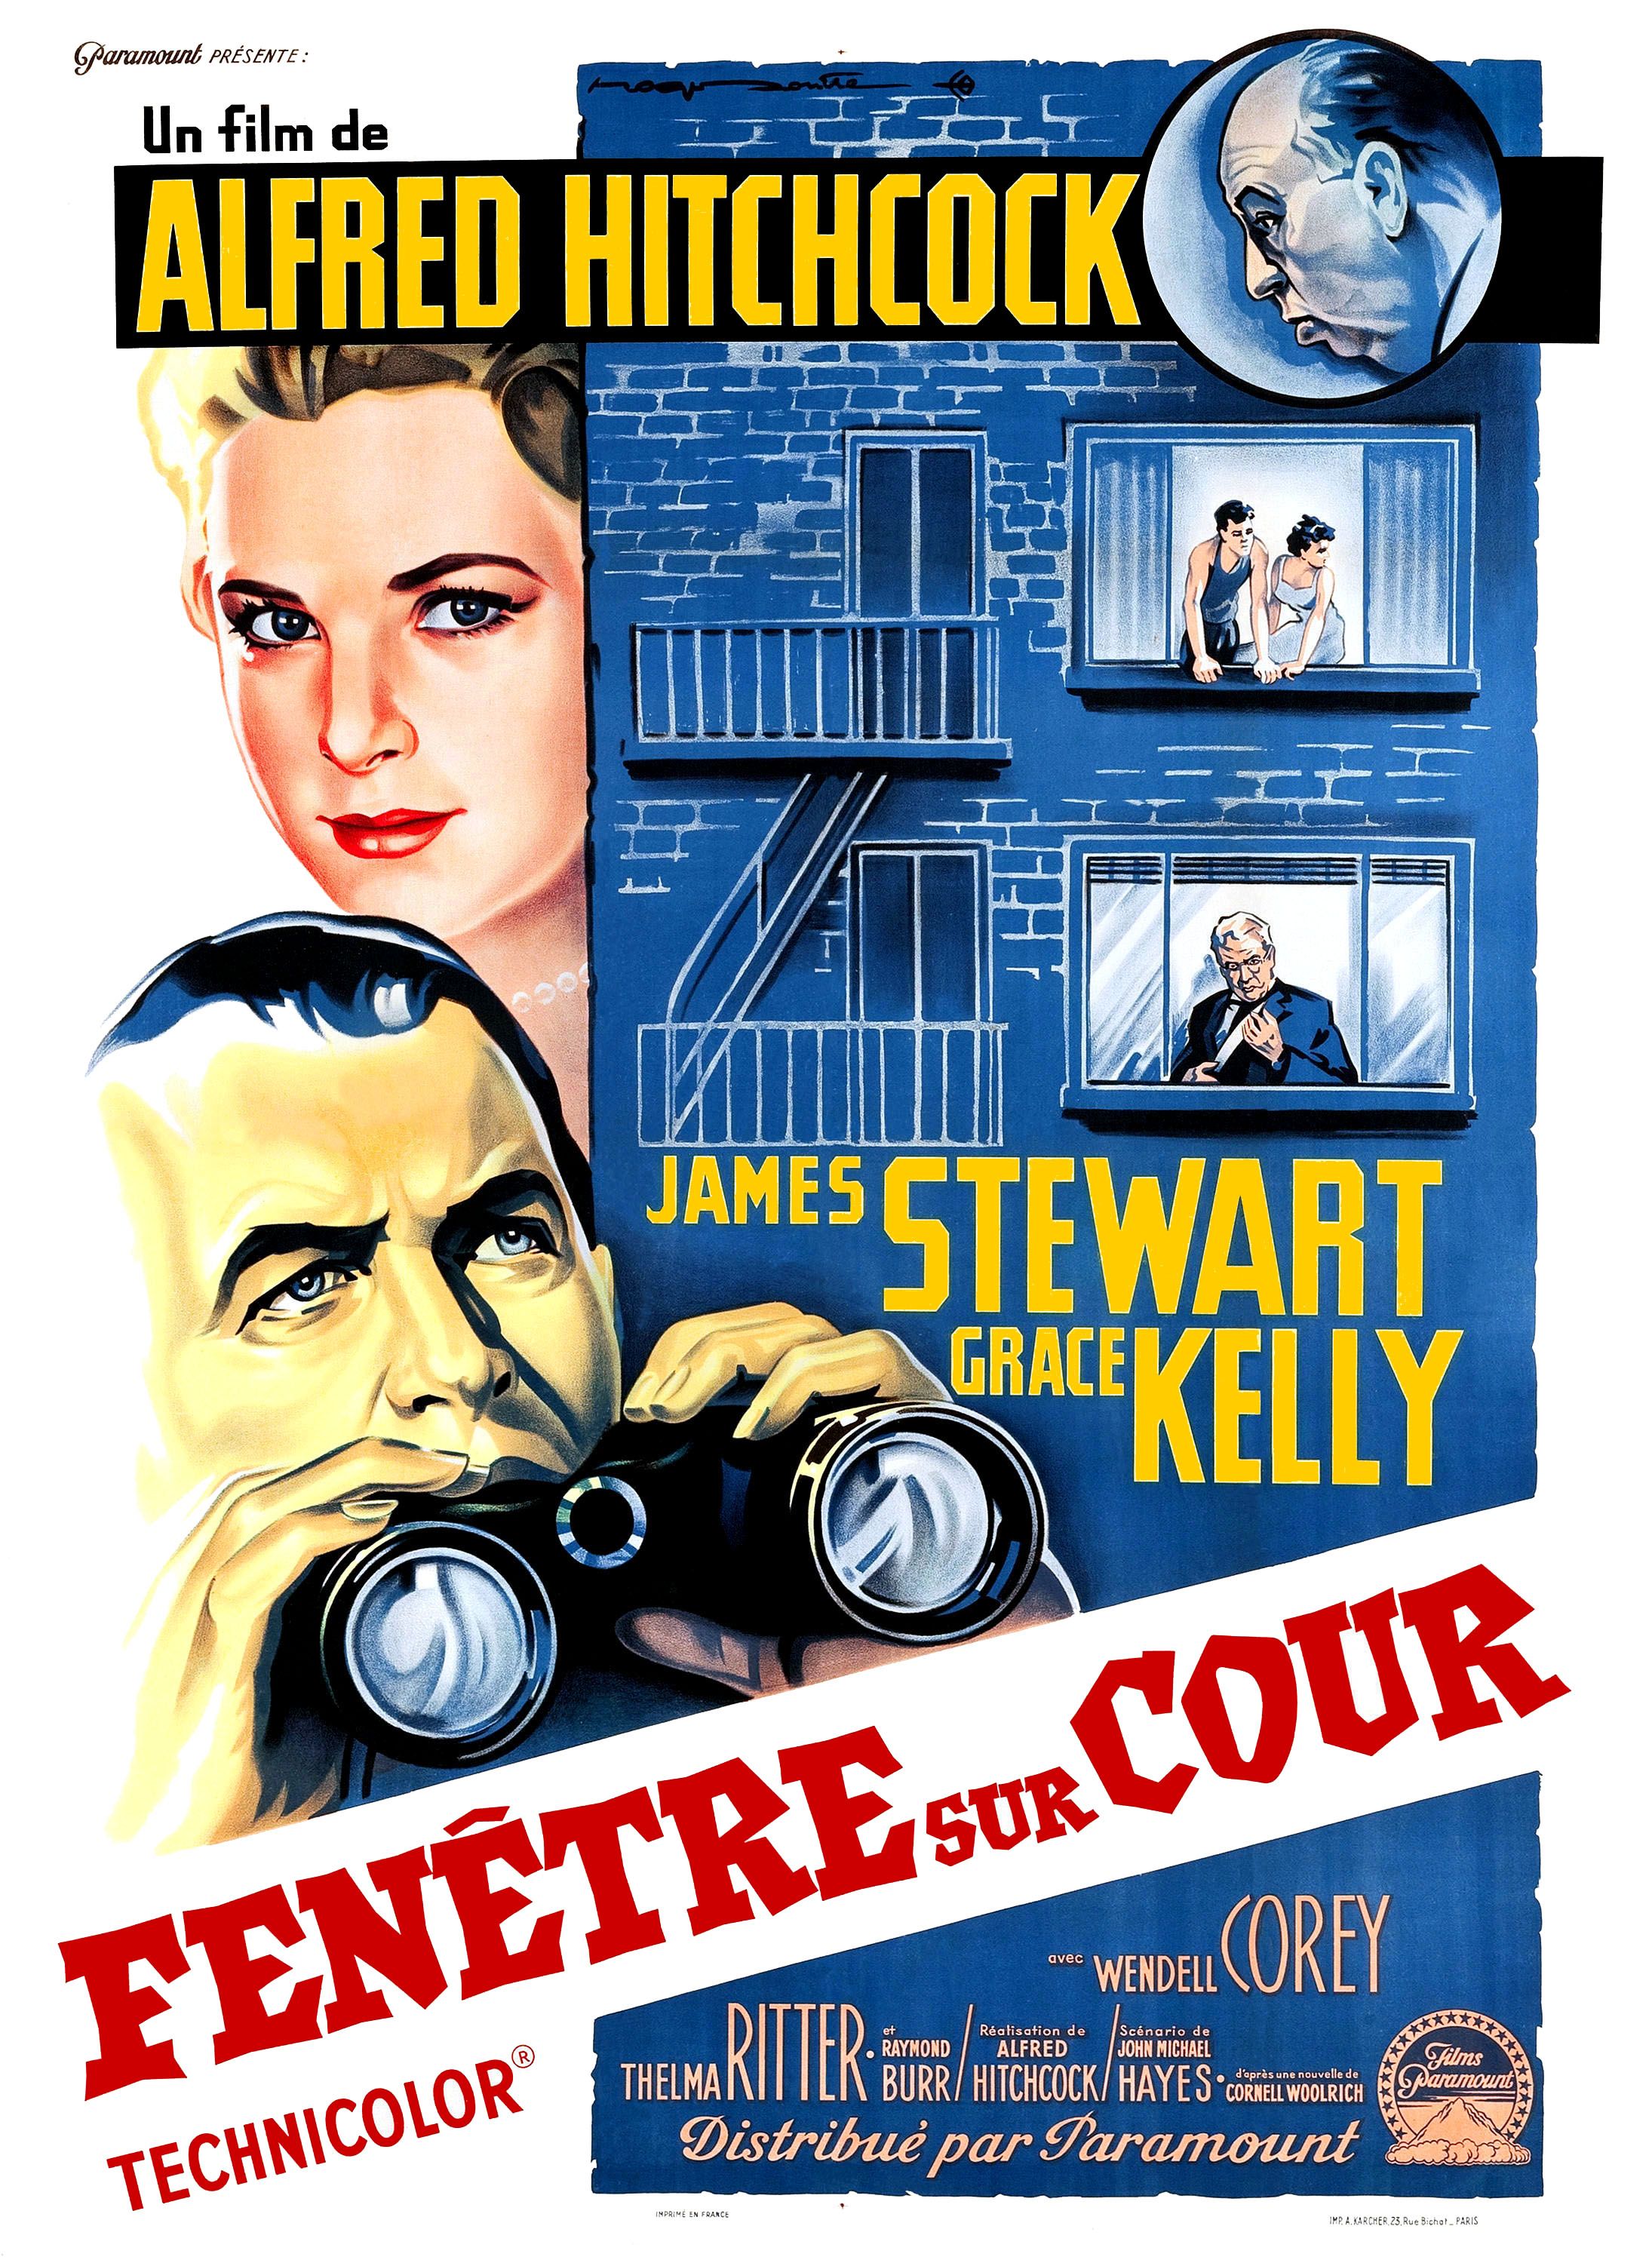 Paramount PRÉSENTE :
Un film de
ALFRED HITCHCOCK
JAMES STEWART
GRACE KELLY
FENÊTRE SUR COUR
TECHNICOLOR®
avec WENDELL COREY
THELMA RITTER · et RAYMOND BURR / Réalisation de ALFRED HITCHCOCK / Scénario de JOHN MICHAEL HAYES · d'après une nouvelle de CORNELL WOOLRICH
Distribué par Paramount
Films
Paramount
IMPRIMÉ EN FRANCE
IMP. A. KARCHER, 23, Rue Bichat _ PARIS